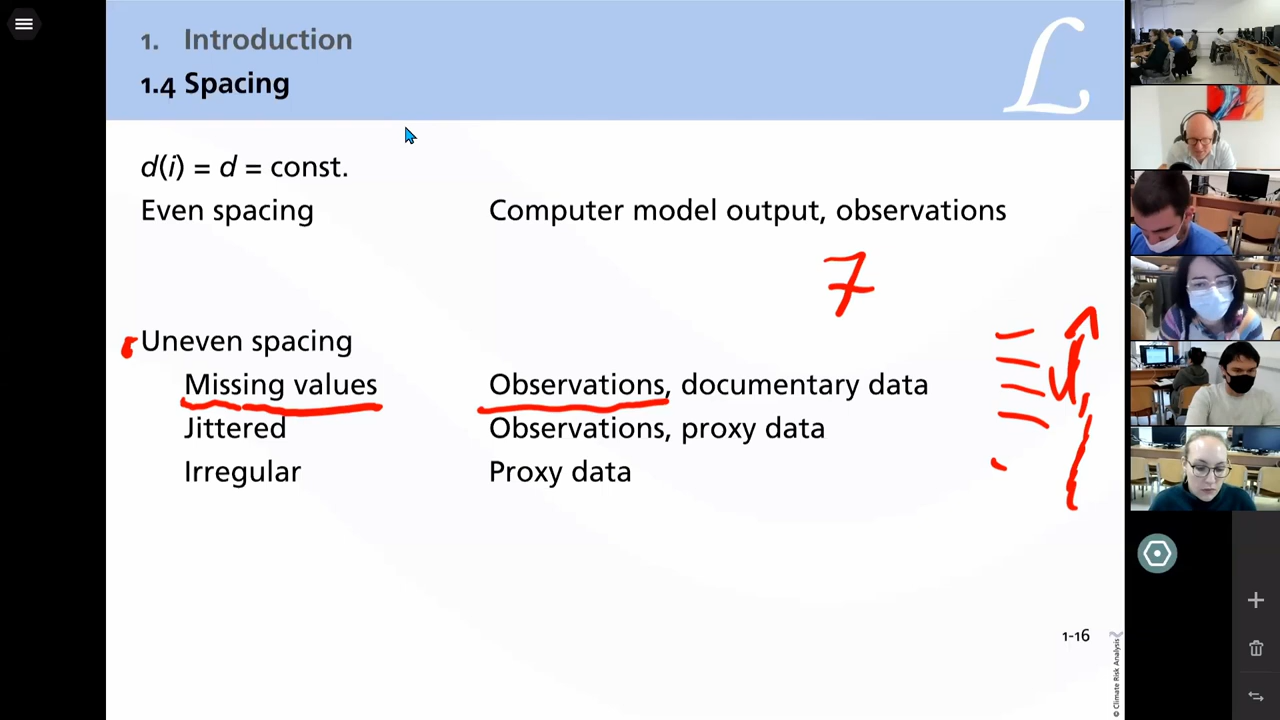 1. Introduction
1.4 Spacing
L
d(i) = d = const.
Even spacing Computer model output, observations
7
Uneven spacing
Missing values Observations, documentary data
Jittered Observations, proxy data
Irregular Proxy data
1-16
© Climate Risk Analysis